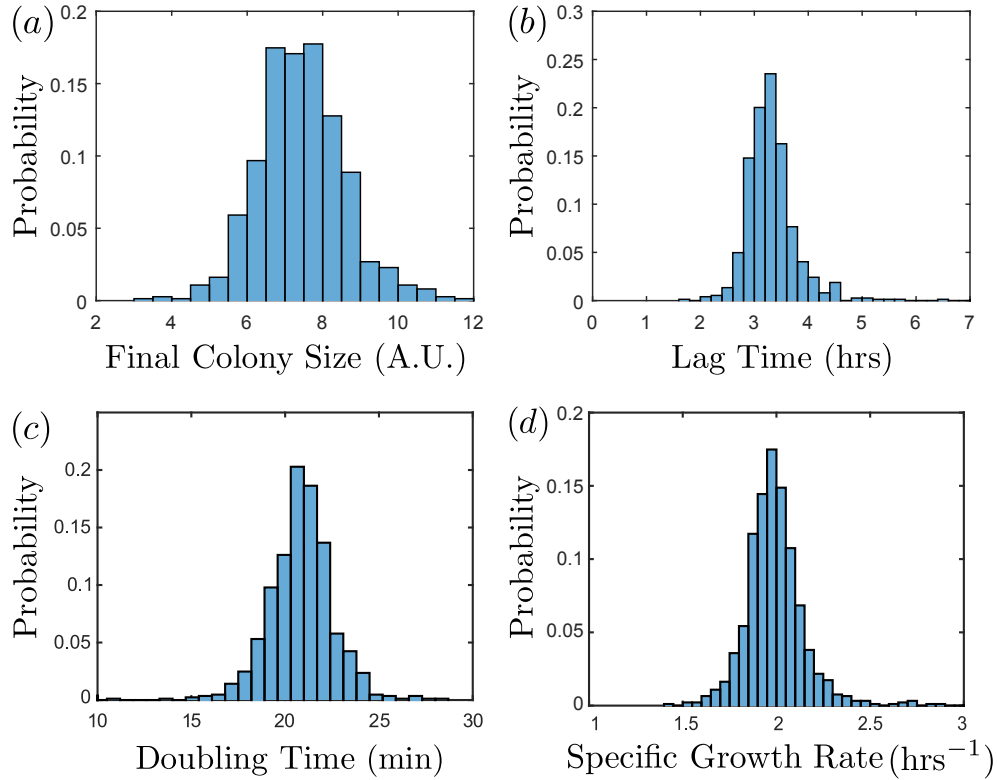 (a)
0.2
0.15
0.1
0.05
0
Probability
2 4 6 8 10 12
Final Colony Size (A.U.)
(b)
0.3
0.25
0.2
0.15
0.1
0.05
0
Probability
0 1 2 3 4 5 6 7
Lag Time (hrs)
(c)
0.2
0.15
0.1
0.05
0
Probability
10 15 20 25 30
Doubling Time (min)
(d)
0.2
0.15
0.1
0.05
0
Probability
1 1.5 2 2.5 3
Specific Growth Rate (hrs⁻¹)